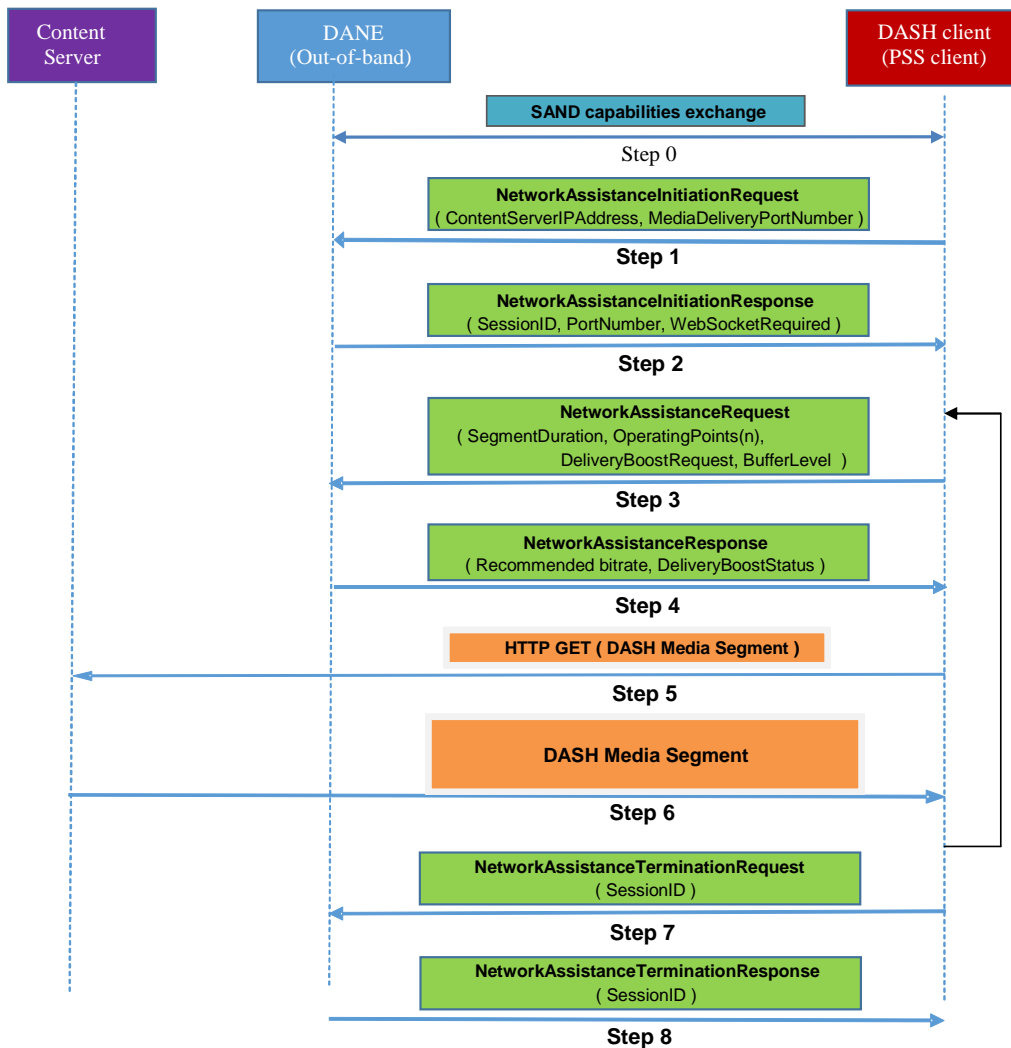 Content
Server
DANE
(Out-of-band)
DASH client
(PSS client)
SAND capabilities exchange
Step 0
NetworkAssistanceInitiationRequest
( ContentServerIPAddress, MediaDeliveryPortNumber )
Step 1
NetworkAssistanceInitiationResponse
( SessionID, PortNumber, WebSocketRequired )
Step 2
NetworkAssistanceRequest
( SegmentDuration, OperatingPoints(n),
DeliveryBoostRequest, BufferLevel )
Step 3
NetworkAssistanceResponse
( Recommended bitrate, DeliveryBoostStatus )
Step 4
HTTP GET ( DASH Media Segment )
Step 5
DASH Media Segment
Step 6
NetworkAssistanceTerminationRequest
( SessionID )
Step 7
NetworkAssistanceTerminationResponse
( SessionID )
Step 8